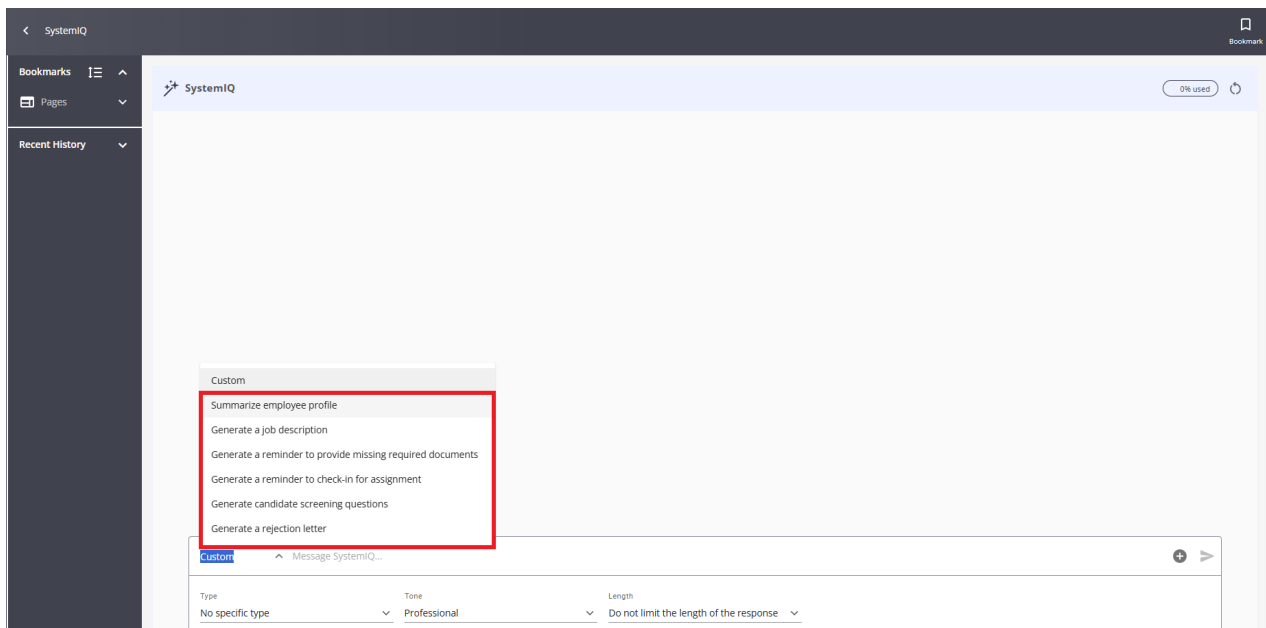 SystemIQ
Bookmark
Bookmarks
Pages
Recent History
SystemIQ
0% used
Custom
Summarize employee profile
Generate a job description
Generate a reminder to provide missing required documents
Generate a reminder to check-in for assignment
Generate candidate screening questions
Generate a rejection letter
Custom Message SystemIQ...
Type Tone Length
No specific type Professional Do not limit the length of the response